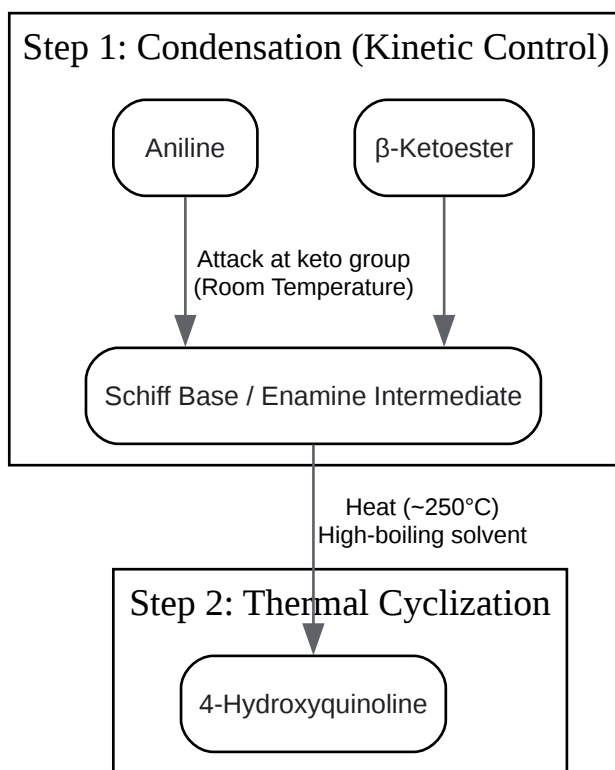 Step 1: Condensation (Kinetic Control)
Aniline
β-Ketoester
Attack at keto group
(Room Temperature)
Schiff Base / Enamine Intermediate
Heat (~250°C)
High-boiling solvent
Step 2: Thermal Cyclization
4-Hydroxyquinoline